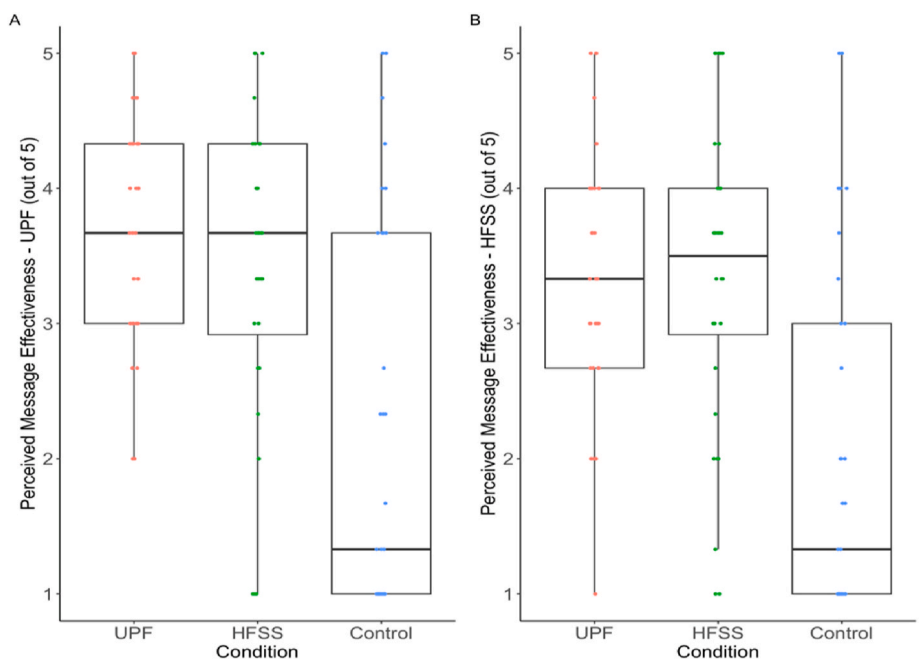 A
Perceived Message Effectiveness - UPF (out of 5)
5
4
3
2
1
UPF HFSS Control
Condition
B
Perceived Message Effectiveness - HFSS (out of 5)
5
4
3
2
1
UPF HFSS Control
Condition